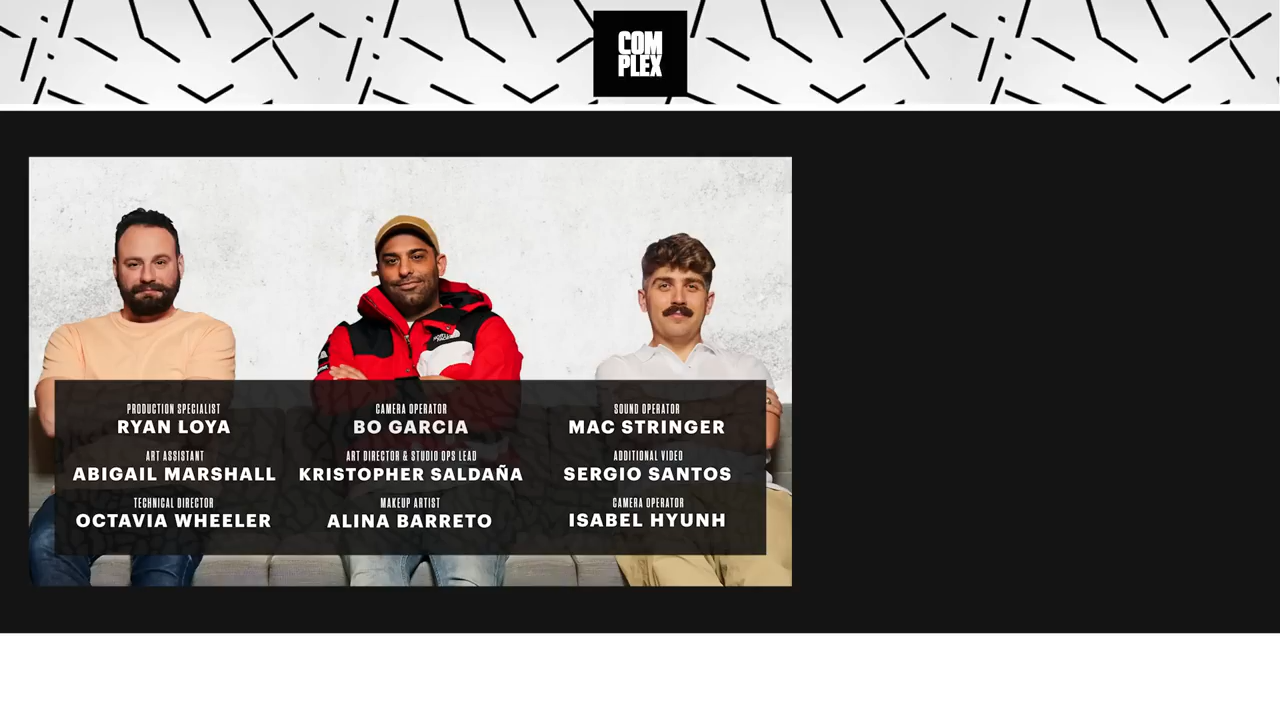 COM
PLEX
PRODUCTION SPECIALIST
RYAN LOYA
CAMERA OPERATOR
BO GARCIA
SOUND OPERATOR
MAC STRINGER
ART ASSISTANT
ABIGAIL MARSHALL
ART DIRECTOR & STUDIO OPS LEAD
KRISTOPHER SALDAÑA
ADDITIONAL VIDEO
SERGIO SANTOS
TECHNICAL DIRECTOR
OCTAVIA WHEELER
MAKEUP ARTIST
ALINA BARRETO
CAMERA OPERATOR
ISABEL HYUNH